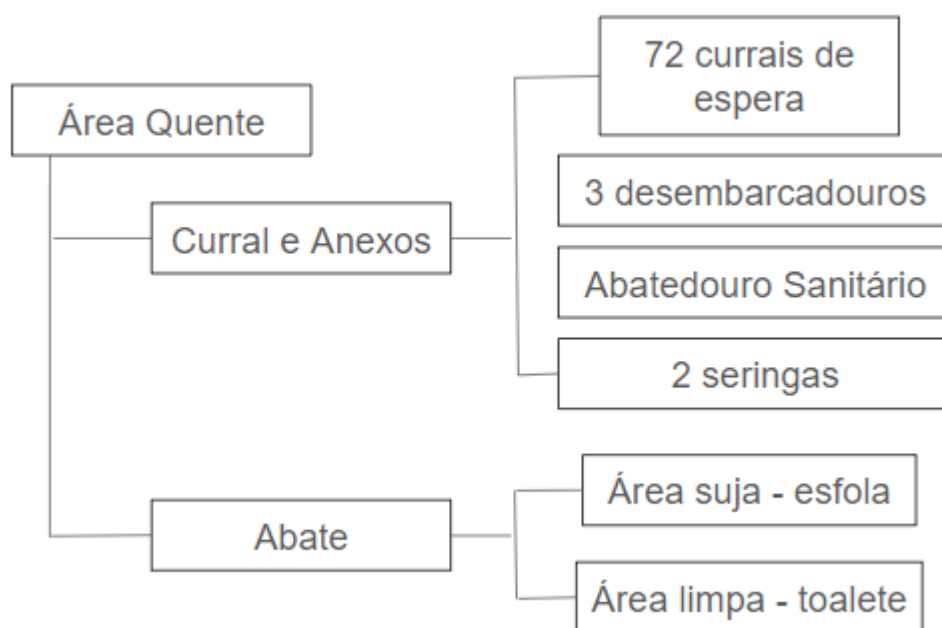 72 currais de
espera
Área Quente
3 desembarcadouros
Curral e Anexos
Abatedouro Sanitário
2 seringas
Área suja - esfola
Abate
Área limpa - toalete